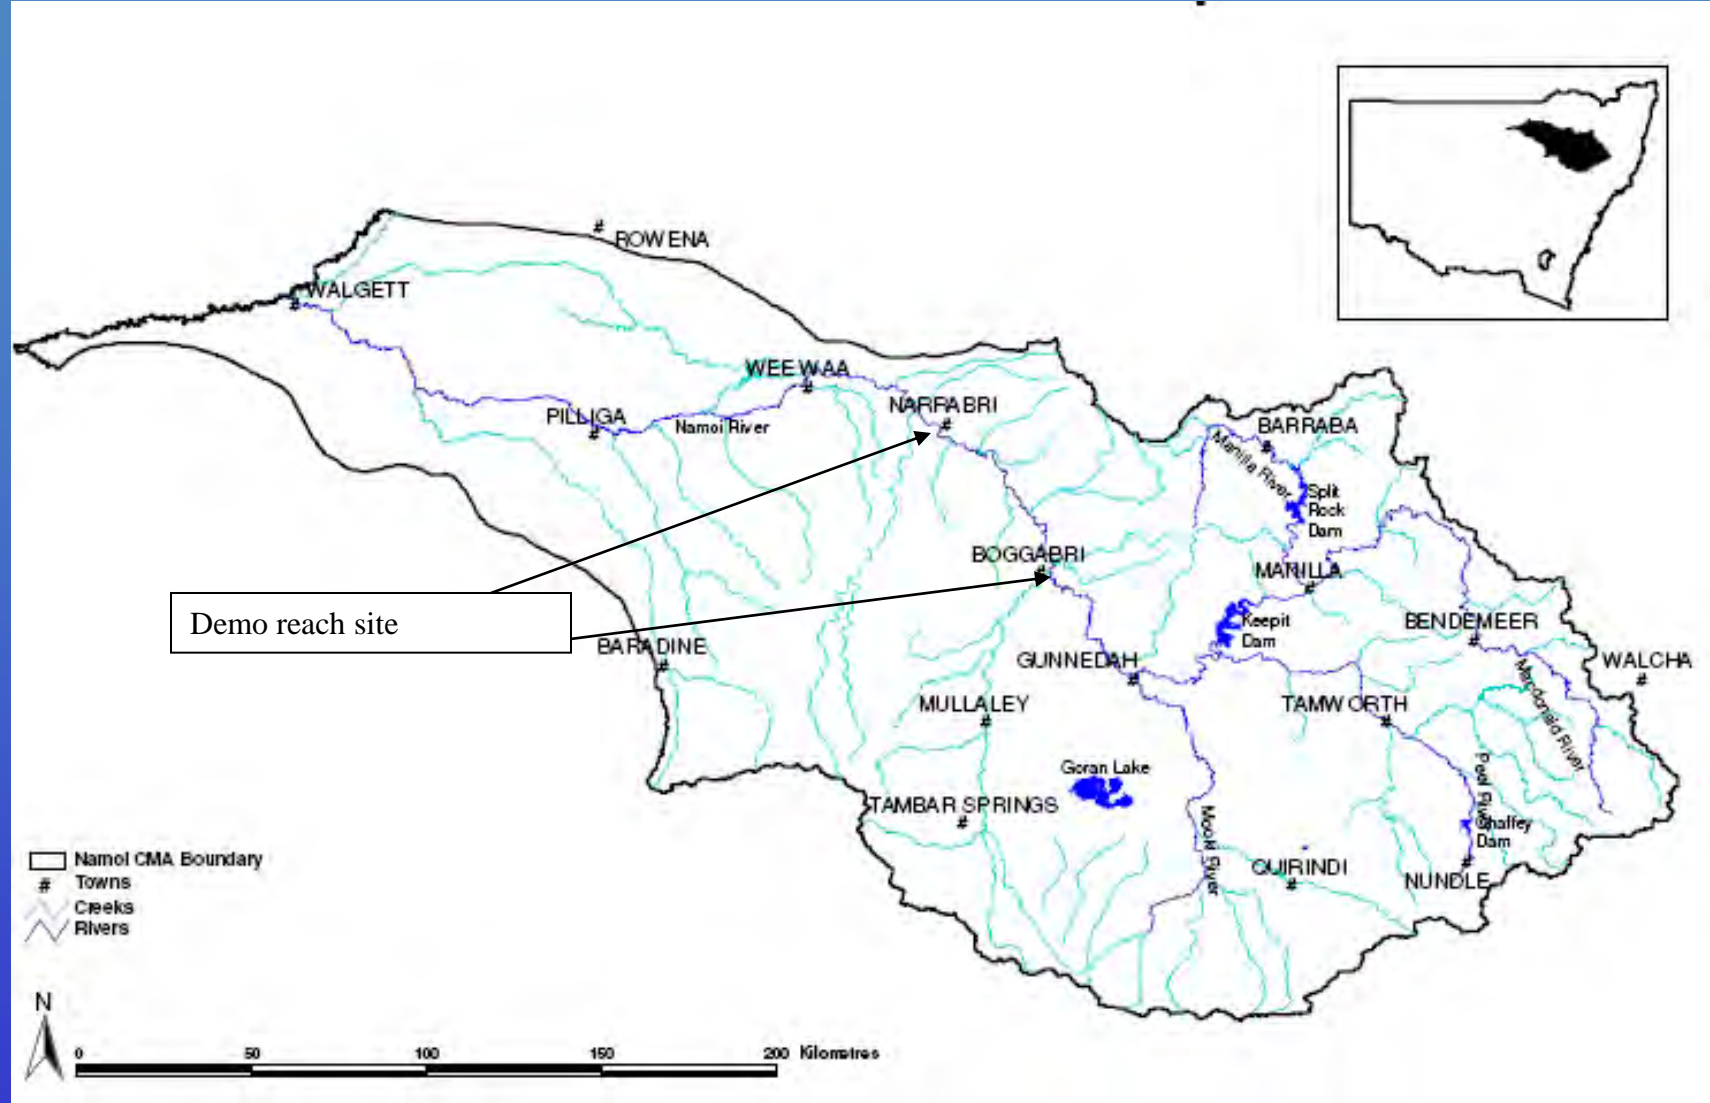 ROWENA
WALGETT
WEE WAA
NARRABRI
PILLIGA
Namoi River
BARRABA
Manilla River
Split
Rock
Dam
BOGGABRI
MANILLA
Demo reach site
Keepit
Dam
BENDEMEER
BARADINE
GUNNEDAH
WALCHA
MULLALEY
TAMWORTH
Macdonald River
Goran Lake
Peel River
TAMBAR SPRINGS
Mooki River
Chaffey
Dam
QUIRINDI
NUNDLE
Namoi CMA Boundary
# Towns
Creeks
Rivers
N
0 50 100 150 200 Kilometres